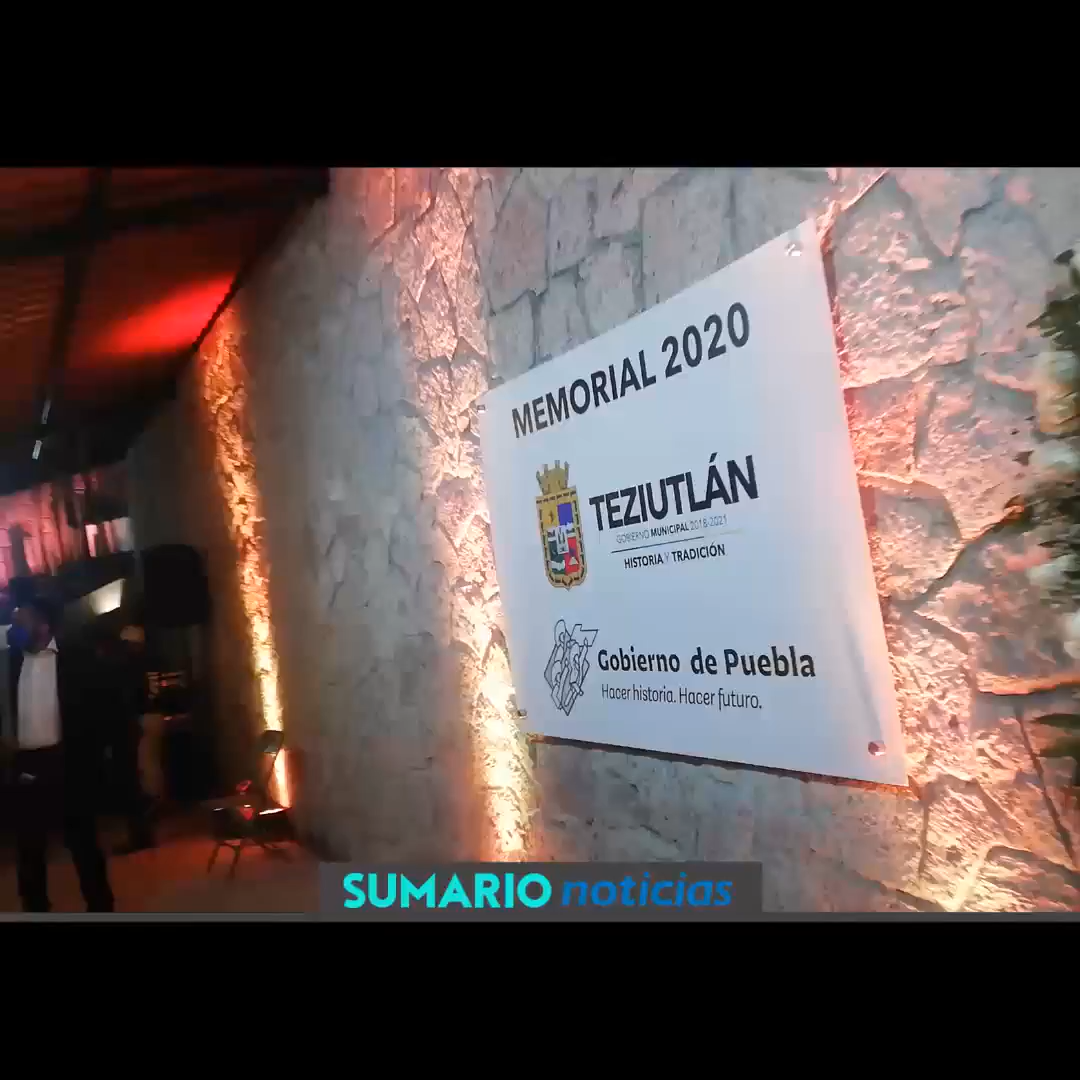 MEMORIAL 2020
TEZIUTLÁN
GOBIERNO MUNICIPAL 2018-2021
HISTORIA Y TRADICIÓN
Gobierno de Puebla
Hacer historia. Hacer futuro.
SUMARIO noticias